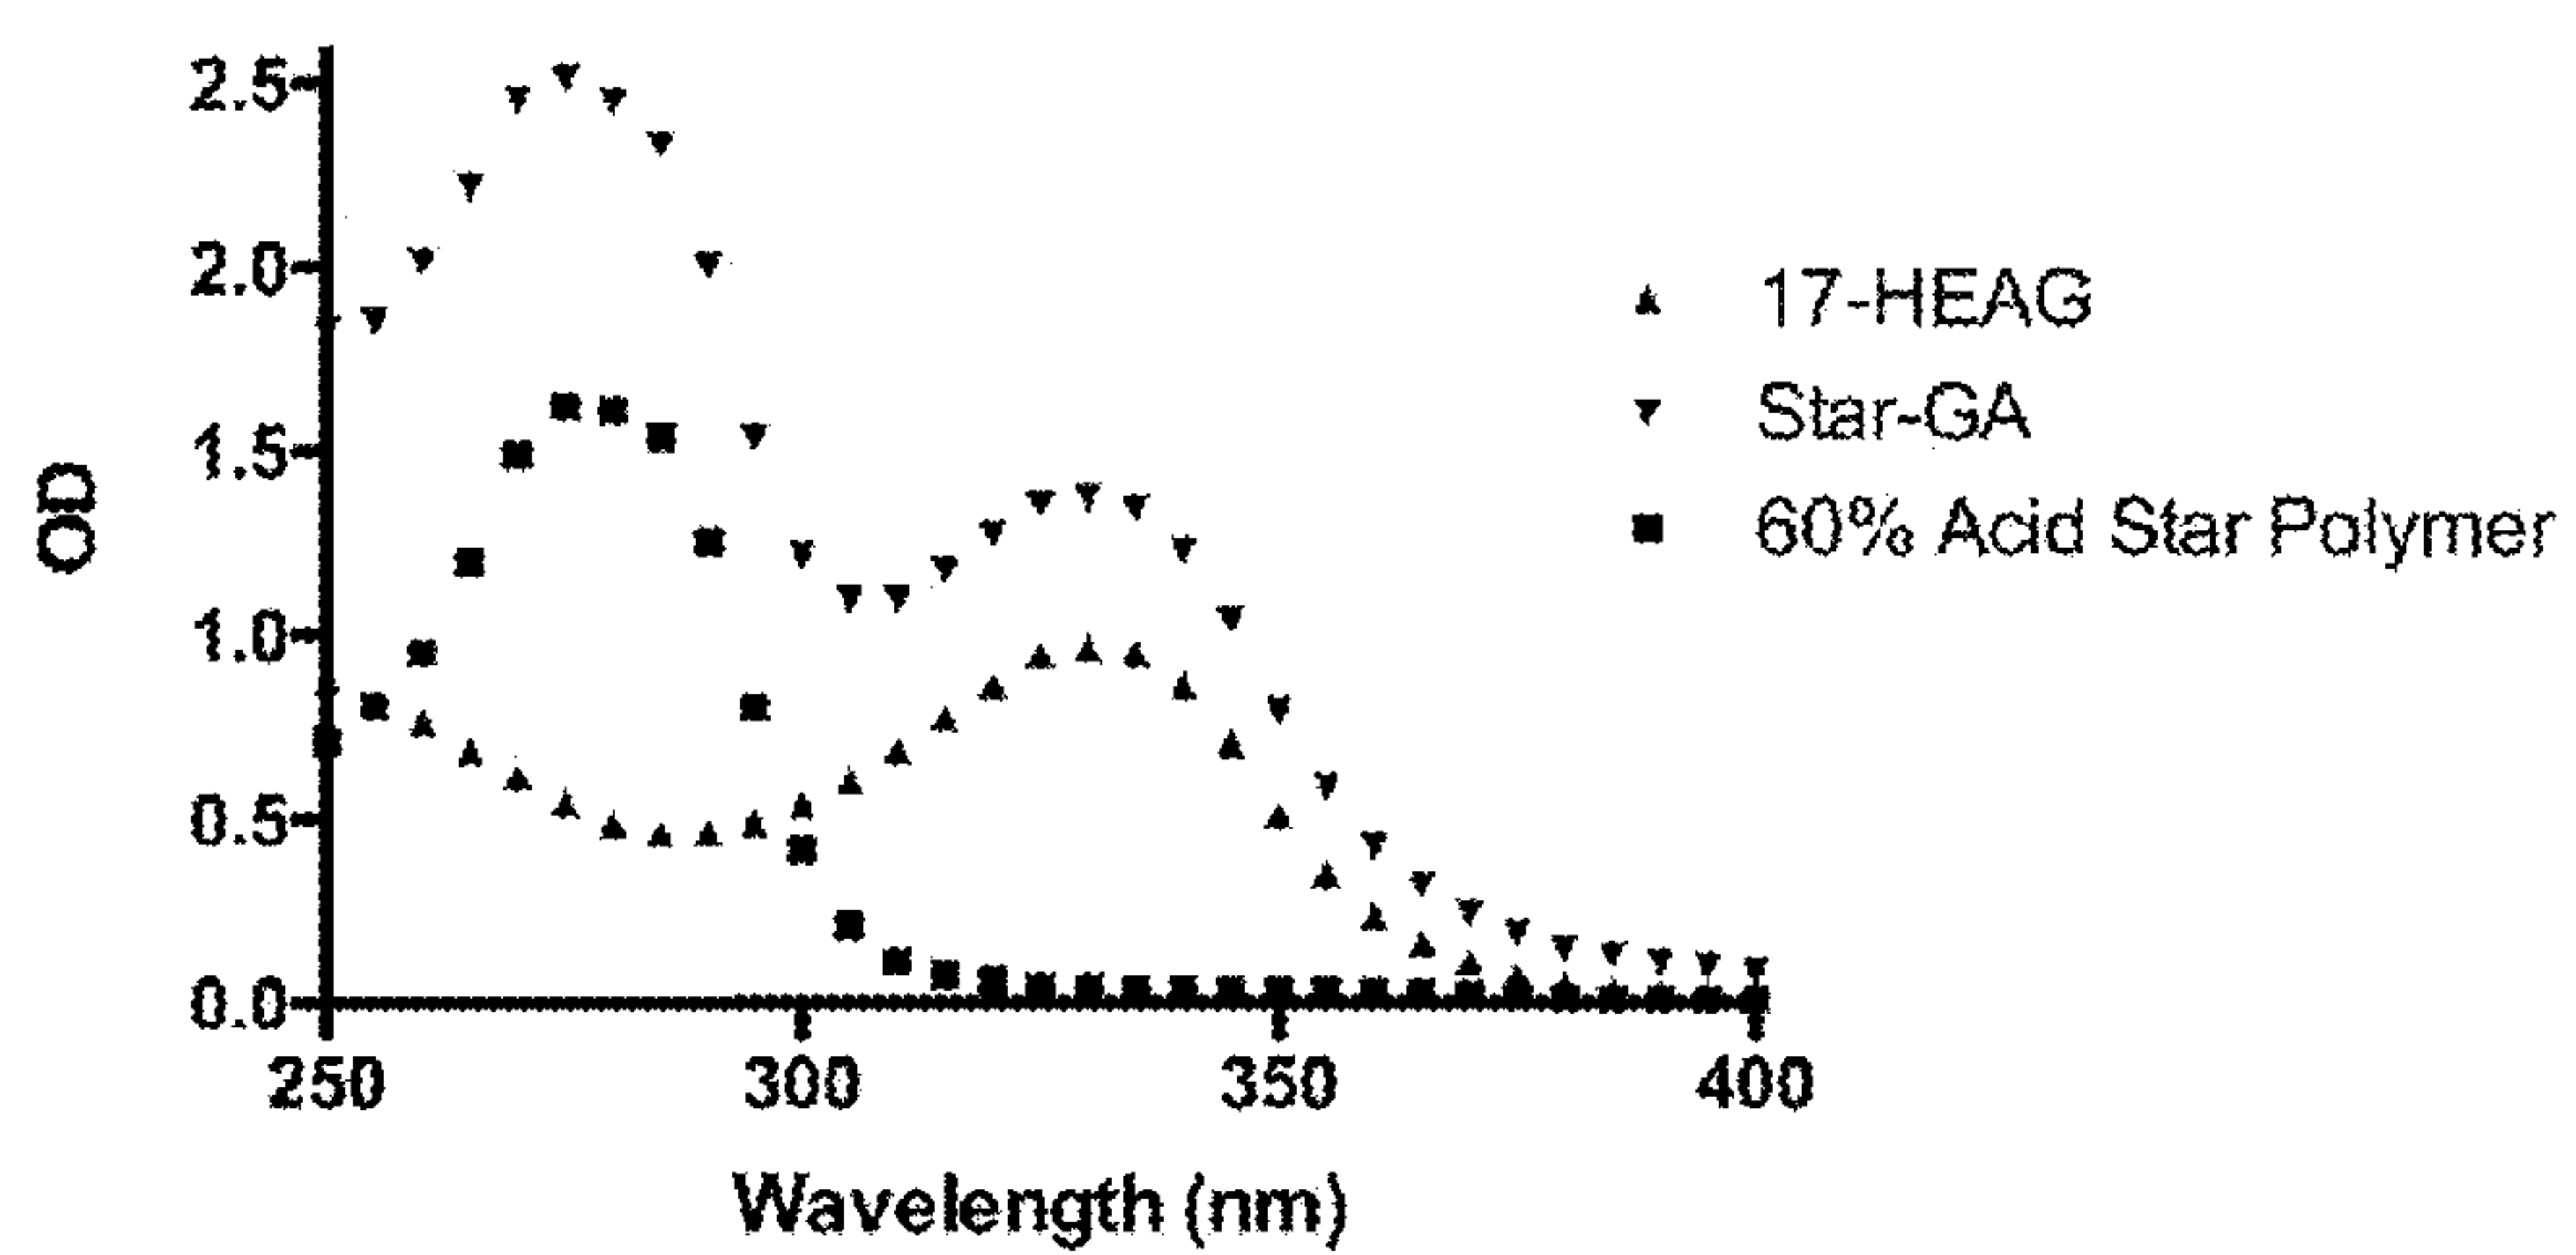 2.5
2.0
1.5
1.0
0.5
0.0
OD
250 300 350 400
Wavelength (nm)
17-HEAG
Star-GA
60% Acid Star Polymer